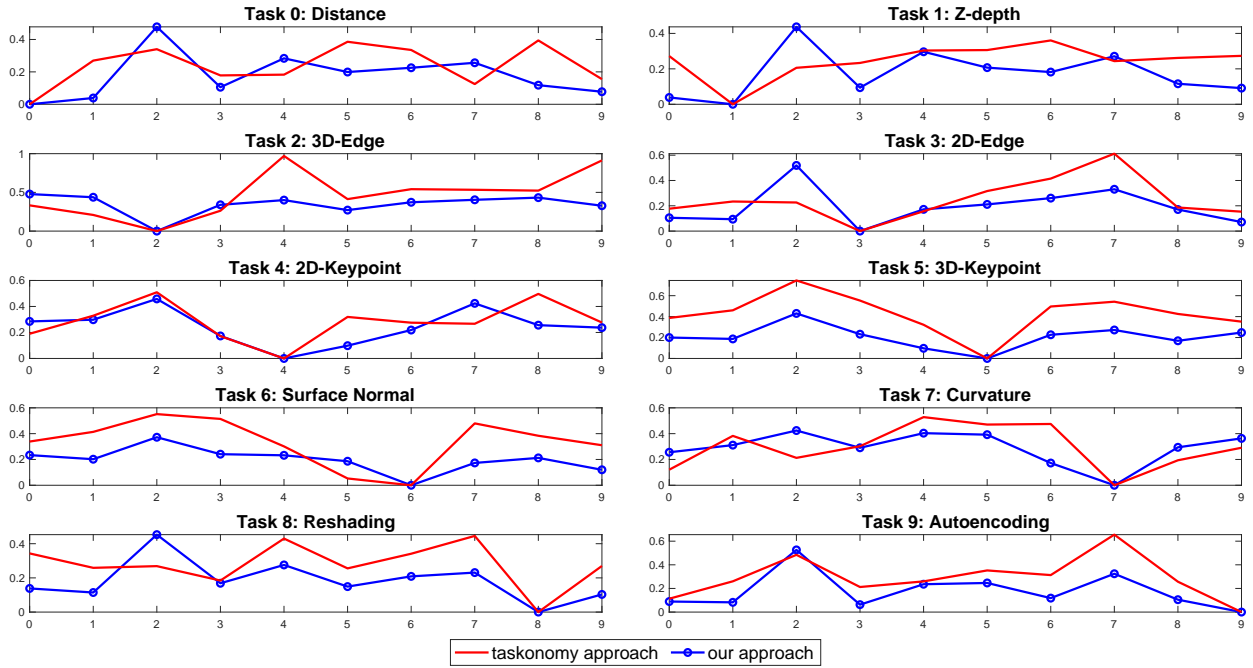 Task 0: Distance
0.4
0.2
0
0 1 2 3 4 5 6 7 8 9
Task 1: Z-depth
0.4
0.2
0
0 1 2 3 4 5 6 7 8 9
Task 2: 3D-Edge
1
0.5
0
0 1 2 3 4 5 6 7 8 9
Task 3: 2D-Edge
0.6
0.4
0.2
0
0 1 2 3 4 5 6 7 8 9
Task 4: 2D-Keypoint
0.6
0.4
0.2
0
0 1 2 3 4 5 6 7 8 9
Task 5: 3D-Keypoint
0.6
0.4
0.2
0
0 1 2 3 4 5 6 7 8 9
Task 6: Surface Normal
0.6
0.4
0.2
0
0 1 2 3 4 5 6 7 8 9
Task 7: Curvature
0.6
0.4
0.2
0
0 1 2 3 4 5 6 7 8 9
Task 8: Reshading
0.4
0.2
0
0 1 2 3 4 5 6 7 8 9
Task 9: Autoencoding
0.6
0.4
0.2
0
0 1 2 3 4 5 6 7 8 9
taskonomy approach our approach